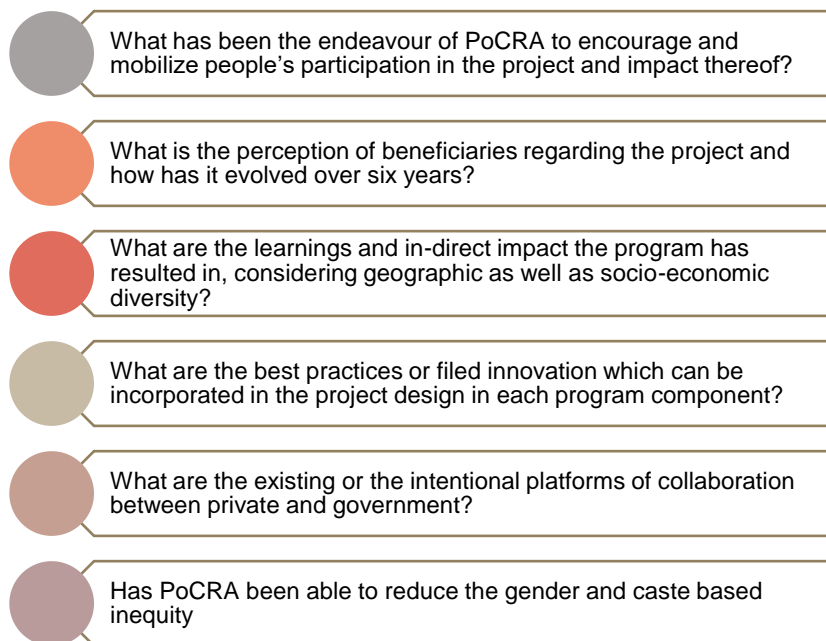 What has been the endeavour of PoCRA to encourage and
mobilize people’s participation in the project and impact thereof?
What is the perception of beneficiaries regarding the project and
how has it evolved over six years?
What are the learnings and in-direct impact the program has
resulted in, considering geographic as well as socio-economic
diversity?
What are the best practices or filed innovation which can be
incorporated in the project design in each program component?
What are the existing or the intentional platforms of collaboration
between private and government?
Has PoCRA been able to reduce the gender and caste based
inequity